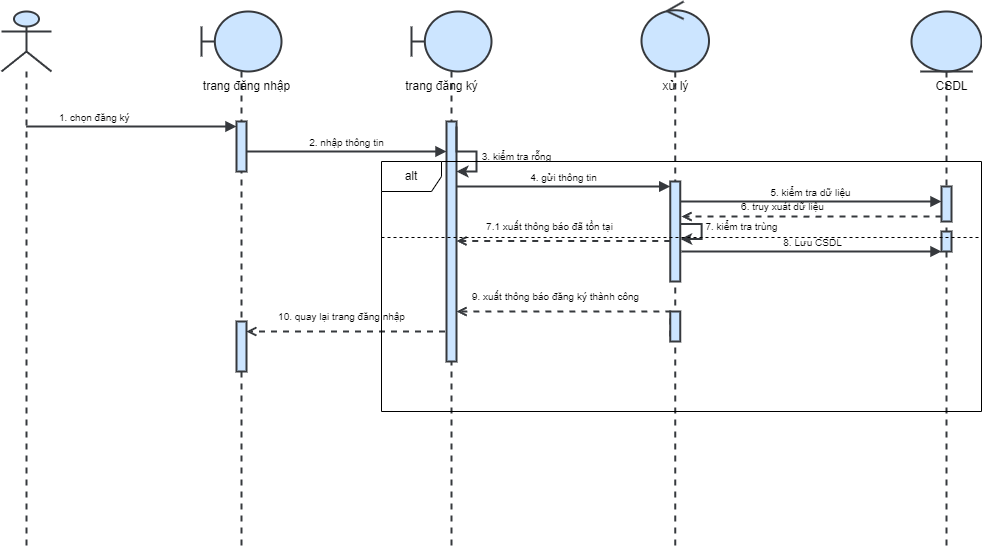 trang đăng nhập
trang đăng ký
xử lý
CSDL
1. chọn đăng ký
2. nhập thông tin
3. kiểm tra rỗng
alt
4. gửi thông tin
5. kiểm tra dữ liệu
6. truy xuất dữ liệu
7.1 xuất thông báo đã tồn tại
7. kiểm tra trùng
8. Lưu CSDL
9. xuất thông báo đăng ký thành công
10. quay lại trang đăng nhập